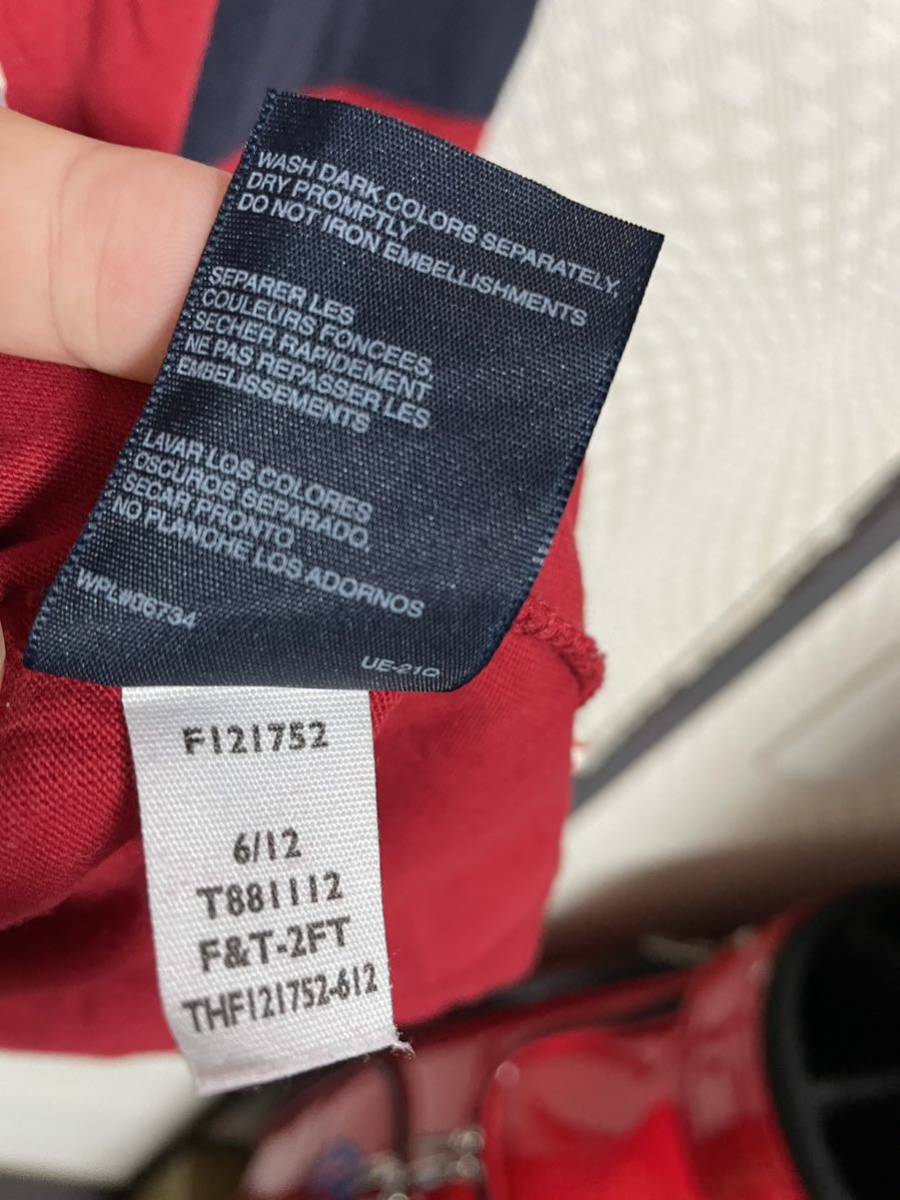 WASH DARK COLORS SEPARATELY,
DRY PROMPTLY
DO NOT IRON EMBELLISHMENTS
SEPARER LES
COULEURS FONCEES,
SECHER RAPIDEMENT
NE PAS REPASSER LES
EMBELISSEMENTS
LAVAR LOS COLORES
OSCUROS SEPARADO,
SECAR PRONTO
NO PLANCHE LOS ADORNOS
WPL#06734
UE-21Q
F121752
6/12
T881112
F&T-2FT
THF121752-612